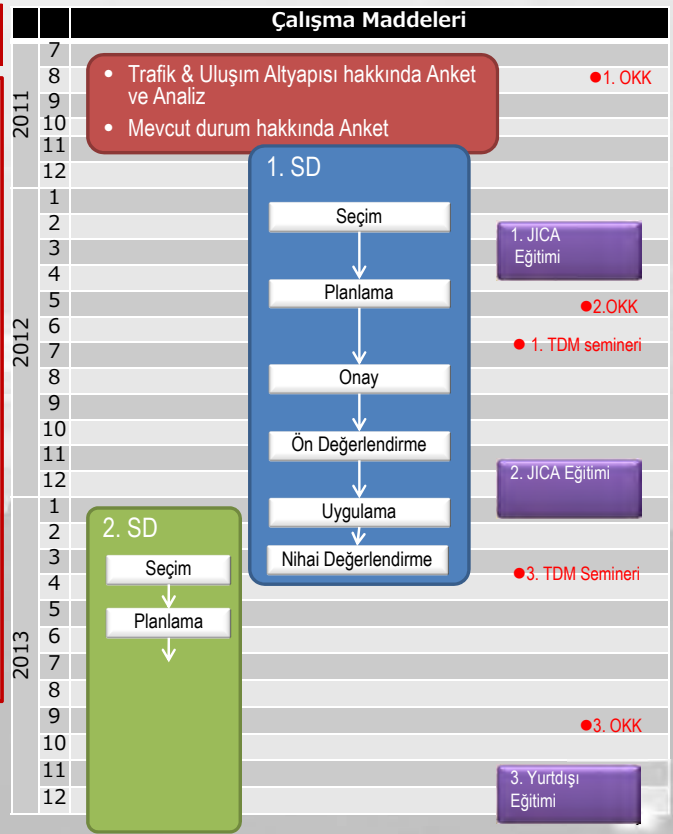 Çalışma Maddeleri
2011
7
8
9
10
11
12
• Trafik & Uluşım Altyapısı hakkında Anket
ve Analiz
• Mevcut durum hakkında Anket
●1. OKK
2012
1
2
3
4
5
6
7
8
9
10
11
12
1. SD
Seçim
Planlama
Onay
Ön Değerlendirme
Uygulama
Nihai Değerlendirme
1. JICA
Eğitimi
●2.OKK
● 1. TDM semineri
2. JICA Eğitimi
2013
1
2
3
4
5
6
7
8
9
10
11
12
2. SD
Seçim
Planlama
●3. TDM Semineri
●3. OKK
3. Yurtdışı
Eğitimi